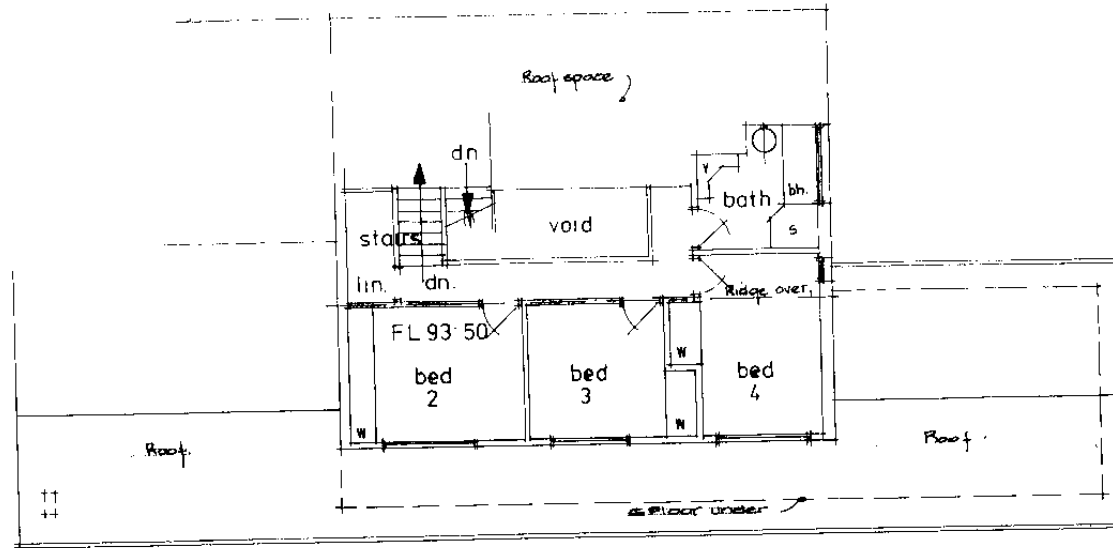 Roof space
dn
v
bath
bh.
stairs
void
s
lin.
dn.
Ridge over
FL 93·50
bed
2
bed
3
W
bed
4
W
W
Roof.
Roof.
Floor under